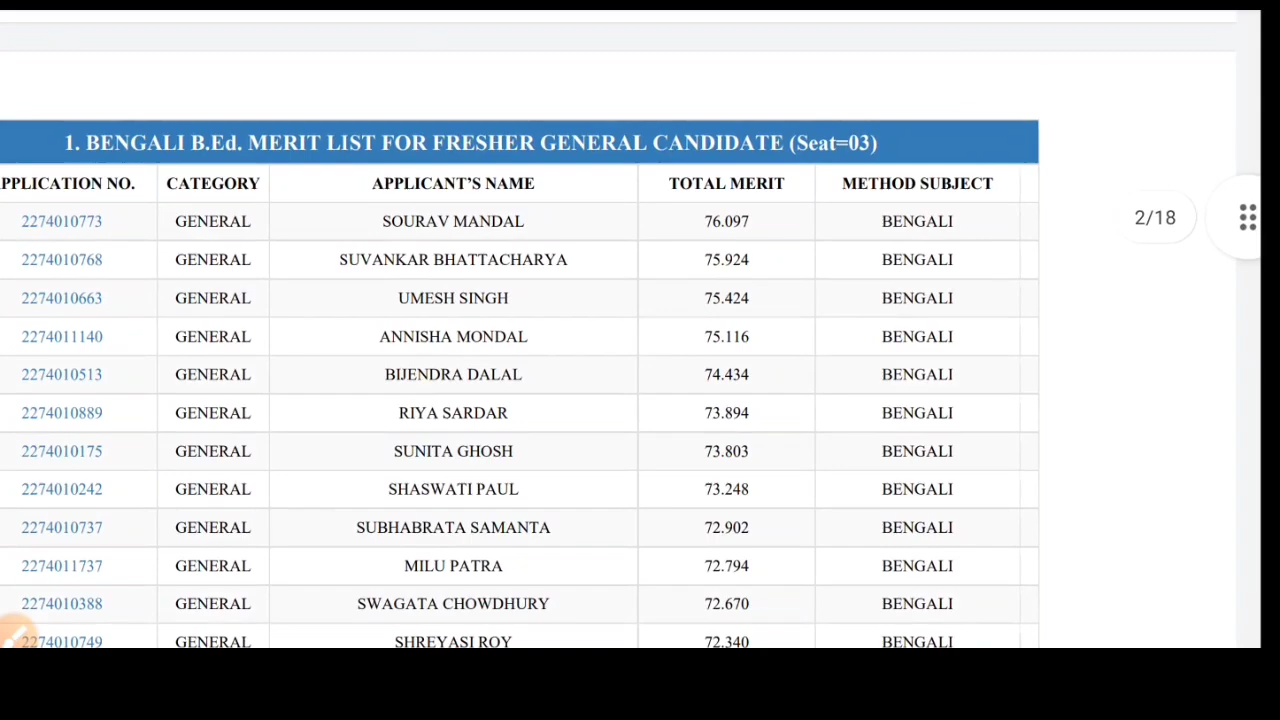 1. BENGALI B.Ed. MERIT LIST FOR FRESHER GENERAL CANDIDATE (Seat=03)
PPLICATION NO. CATEGORY APPLICANT'S NAME TOTAL MERIT METHOD SUBJECT
2274010773 GENERAL SOURAV MANDAL 76.097 BENGALI
2/18
2274010768 GENERAL SUVANKAR BHATTACHARYA 75.924 BENGALI
2274010663 GENERAL UMESH SINGH 75.424 BENGALI
2274011140 GENERAL ANNISHA MONDAL 75.116 BENGALI
2274010513 GENERAL BIJENDRA DALAL 74.434 BENGALI
2274010889 GENERAL RIYA SARDAR 73.894 BENGALI
2274010175 GENERAL SUNITA GHOSH 73.803 BENGALI
2274010242 GENERAL SHASWATI PAUL 73.248 BENGALI
2274010737 GENERAL SUBHABRATA SAMANTA 72.902 BENGALI
2274011737 GENERAL MILU PATRA 72.794 BENGALI
2274010388 GENERAL SWAGATA CHOWDHURY 72.670 BENGALI
2274010749 GENERAL SHREYASI ROY 72.340 BENGALI